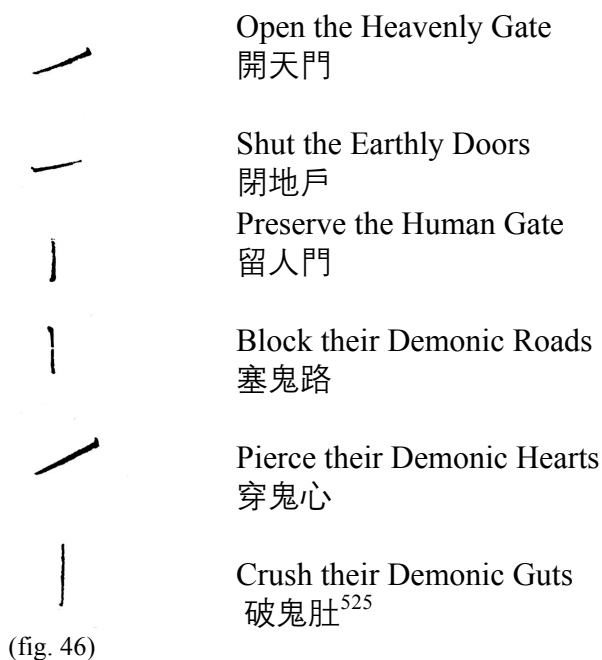 Open the Heavenly Gate
開天門
Shut the Earthly Doors
閉地戶
Preserve the Human Gate
留人門
Block their Demonic Roads
塞鬼路
Pierce their Demonic Hearts
穿鬼心
Crush their Demonic Guts
破鬼肚525
(fig. 46)